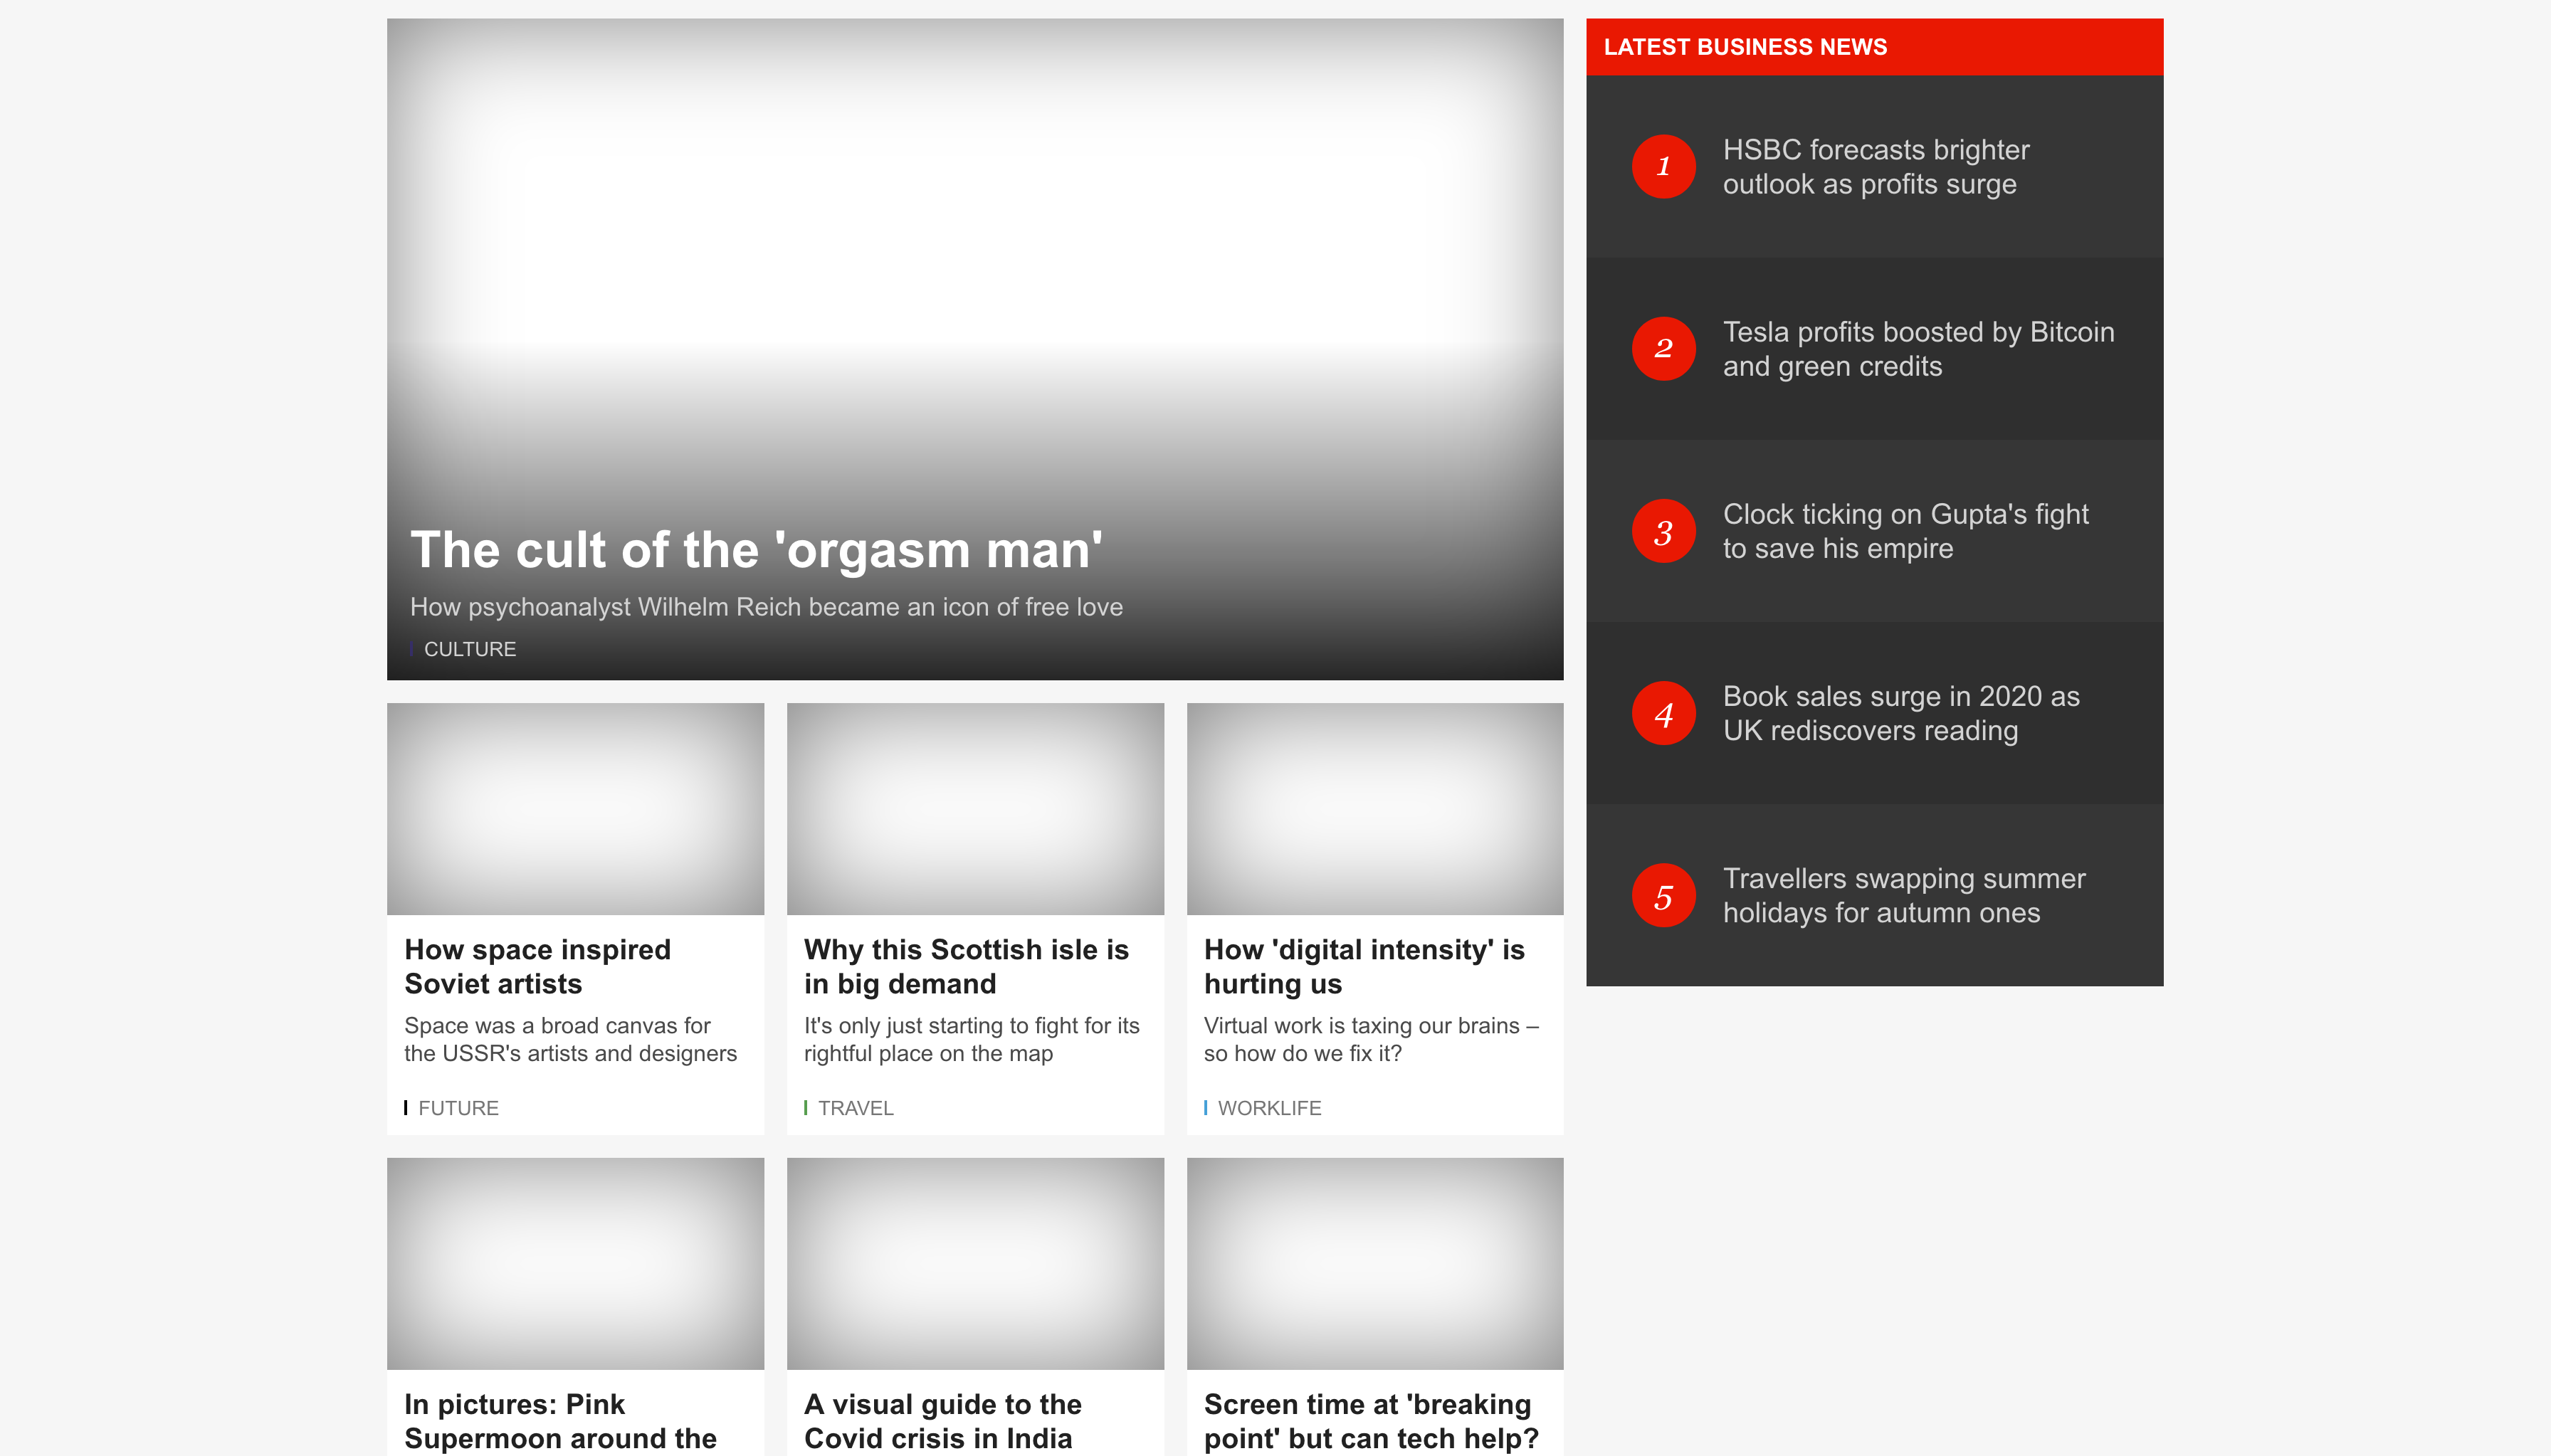 The cult of the 'orgasm man'
How psychoanalyst Wilhelm Reich became an icon of free love
CULTURE
How space inspired
Soviet artists
Space was a broad canvas for
the USSR's artists and designers
FUTURE
Why this Scottish isle is
in big demand
It's only just starting to fight for its
rightful place on the map
TRAVEL
How 'digital intensity' is
hurting us
Virtual work is taxing our brains –
so how do we fix it?
WORKLIFE
In pictures: Pink
Supermoon around the
A visual guide to the
Covid crisis in India
Screen time at 'breaking
point' but can tech help?
LATEST BUSINESS NEWS
1
HSBC forecasts brighter
outlook as profits surge
2
Tesla profits boosted by Bitcoin
and green credits
3
Clock ticking on Gupta's fight
to save his empire
4
Book sales surge in 2020 as
UK rediscovers reading
5
Travellers swapping summer
holidays for autumn ones